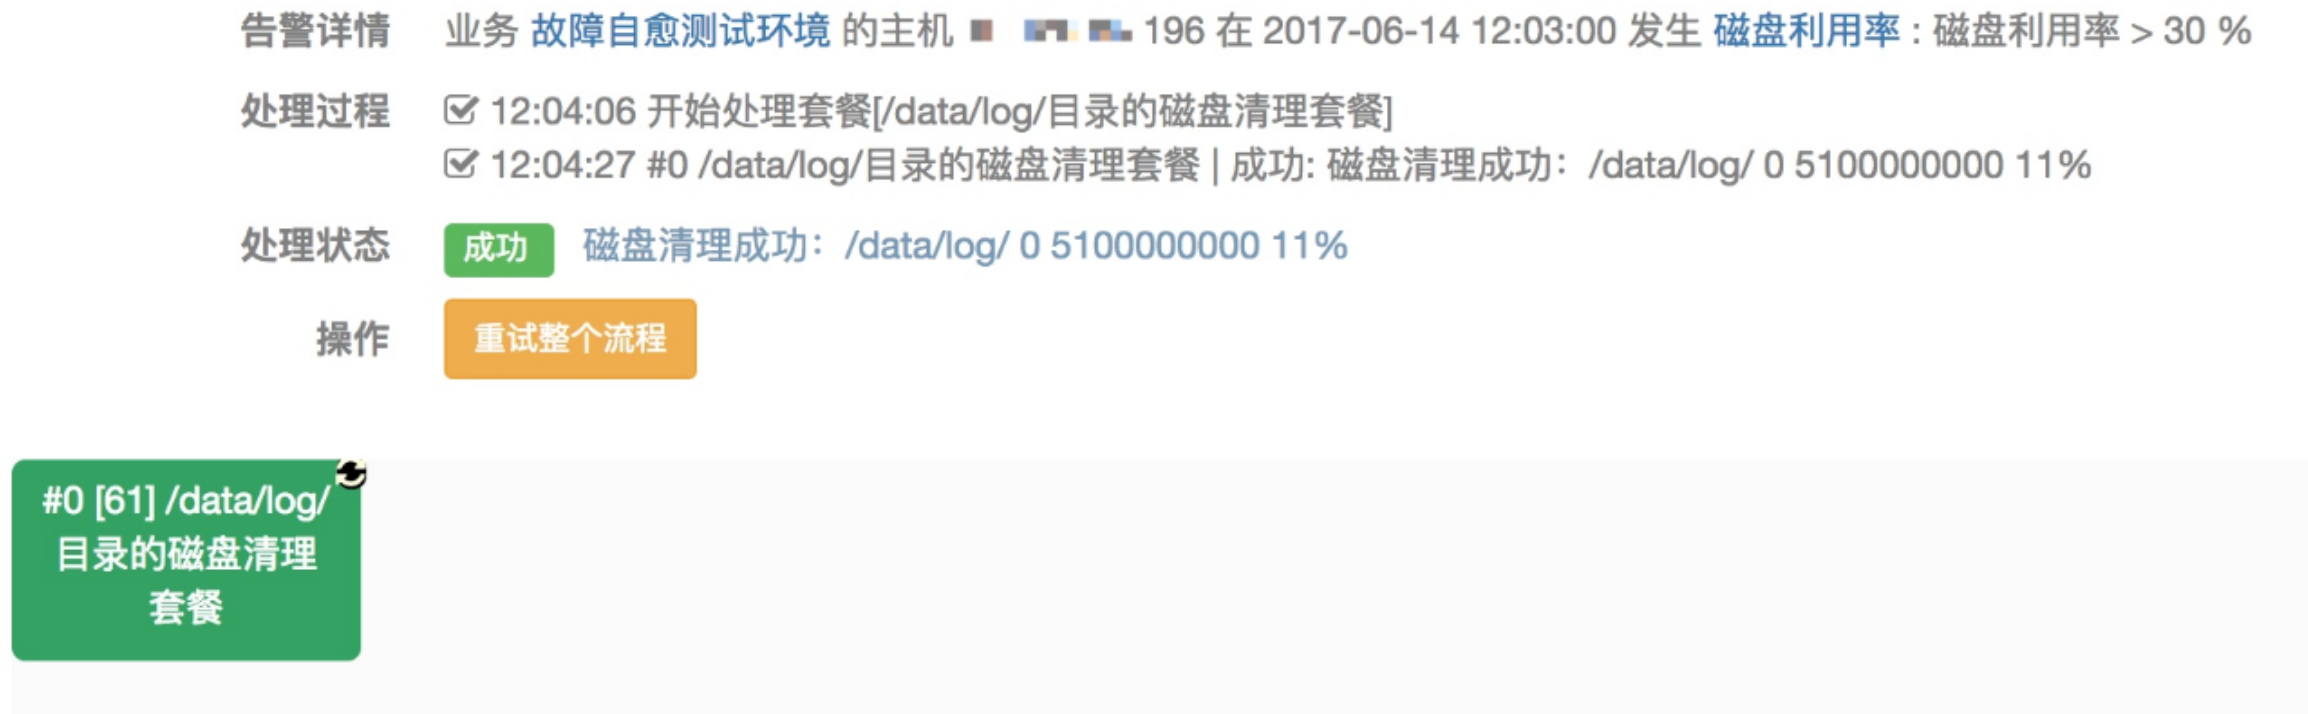 告警详情 业务 故障自愈测试环境 的主机 196 在 2017-06-14 12:03:00 发生 磁盘利用率 : 磁盘利用率 > 30 %
处理过程 12:04:06 开始处理套餐[/data/log/目录的磁盘清理套餐]
12:04:27 #0 /data/log/目录的磁盘清理套餐 | 成功: 磁盘清理成功：/data/log/ 0 5100000000 11%
处理状态 成功 磁盘清理成功：/data/log/ 0 5100000000 11%
操作 重试整个流程
#0 [61] /data/log/
目录的磁盘清理
套餐